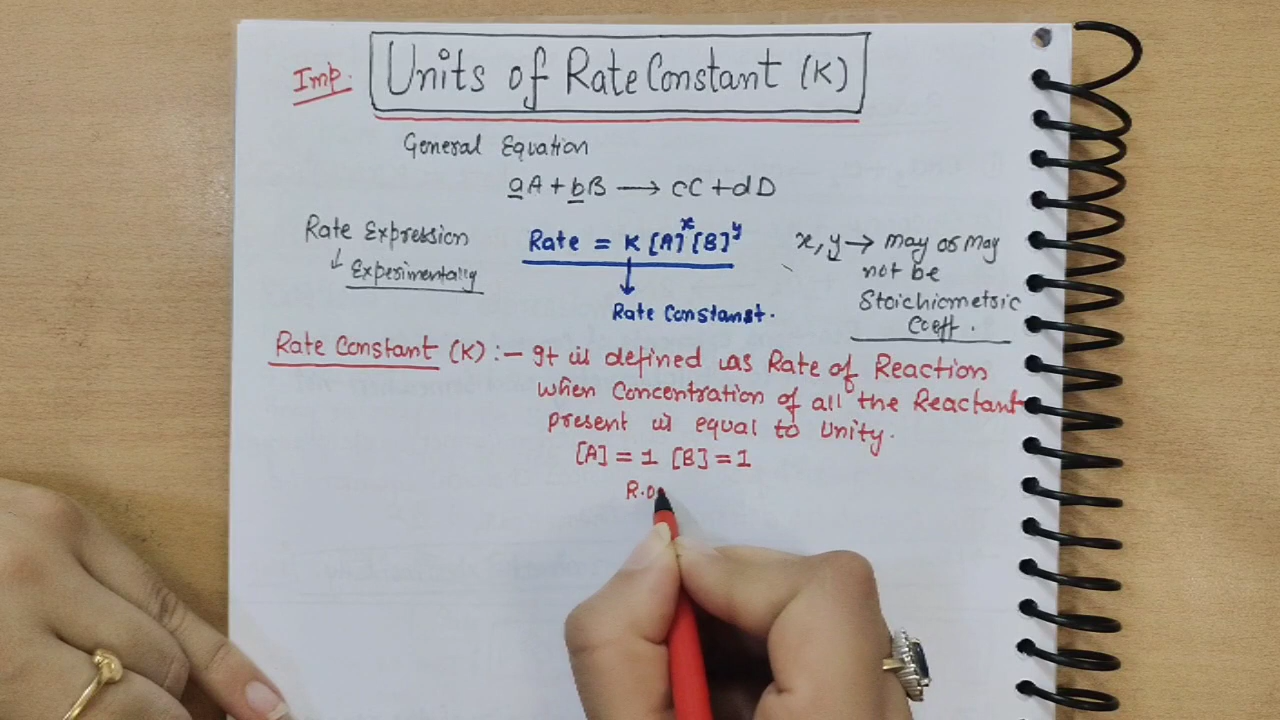 Imp.
Units of Rate Constant (K)
General Equation
aA + bB → cC + dD
Rate Expression
↓ Experimentally
Rate = K [A]^x [B]^y
↓
Rate Constant.
x, y → may or may
not be
Stoichiometric
Coeff.
Rate Constant (K) :- It is defined as Rate of Reaction
when Concentration of all the Reactant
present is equal to Unity.
[A] = 1 [B] = 1
R.O